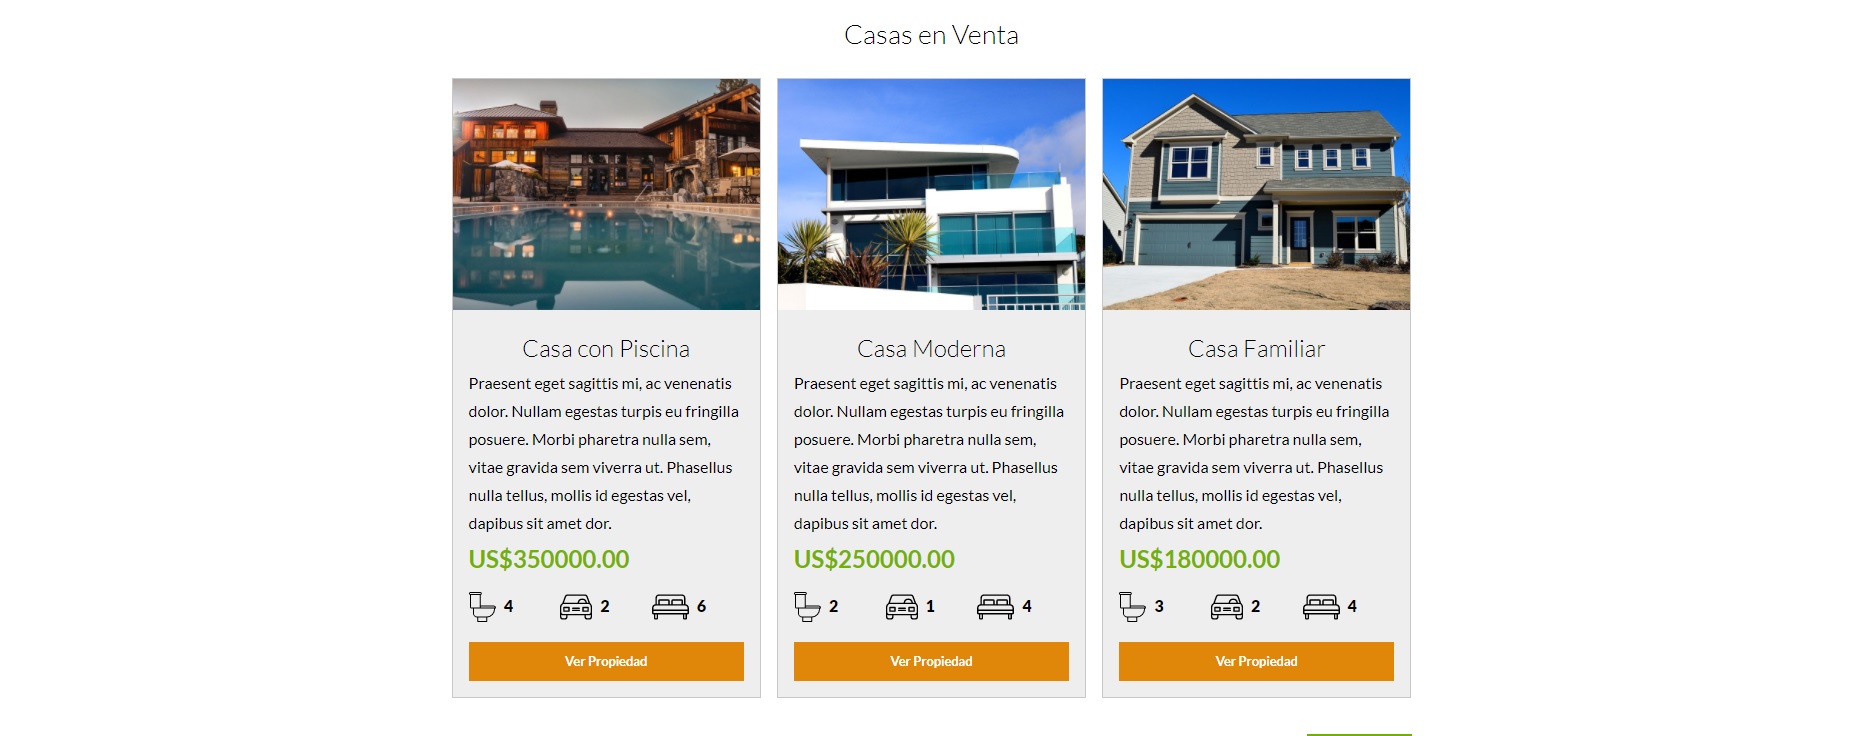 Casas en Venta
Casa con Piscina
Praesent eget sagittis mi, ac venenatis
dolor. Nullam egestas turpis eu fringilla
posuere. Morbi pharetra nulla sem,
vitae gravida sem viverra ut. Phasellus
nulla tellus, mollis id egestas vel,
dapibus sit amet dor.
US$350000.00
4 2 6
Ver Propiedad
Casa Moderna
Praesent eget sagittis mi, ac venenatis
dolor. Nullam egestas turpis eu fringilla
posuere. Morbi pharetra nulla sem,
vitae gravida sem viverra ut. Phasellus
nulla tellus, mollis id egestas vel,
dapibus sit amet dor.
US$250000.00
2 1 4
Ver Propiedad
Casa Familiar
Praesent eget sagittis mi, ac venenatis
dolor. Nullam egestas turpis eu fringilla
posuere. Morbi pharetra nulla sem,
vitae gravida sem viverra ut. Phasellus
nulla tellus, mollis id egestas vel,
dapibus sit amet dor.
US$180000.00
3 2 4
Ver Propiedad